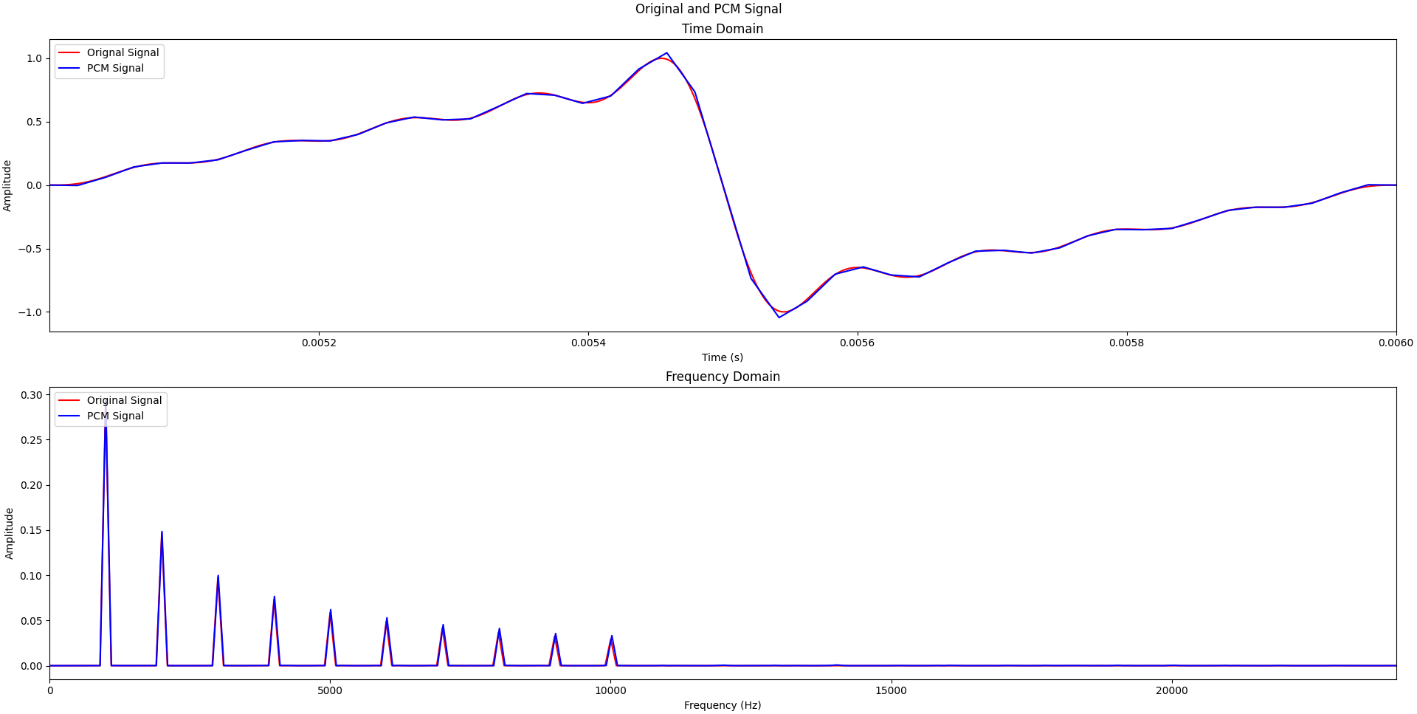 Original and PCM Signal
Time Domain
Orignal Signal
PCM Signal
1.0
0.5
0.0
−0.5
−1.0
Amplitude
0.0052
0.0054
0.0056
0.0058
0.0060
Time (s)
Frequency Domain
Original Signal
PCM Signal
0.30
0.25
0.20
0.15
0.10
0.05
0.00
Amplitude
0
5000
10000
15000
20000
Frequency (Hz)